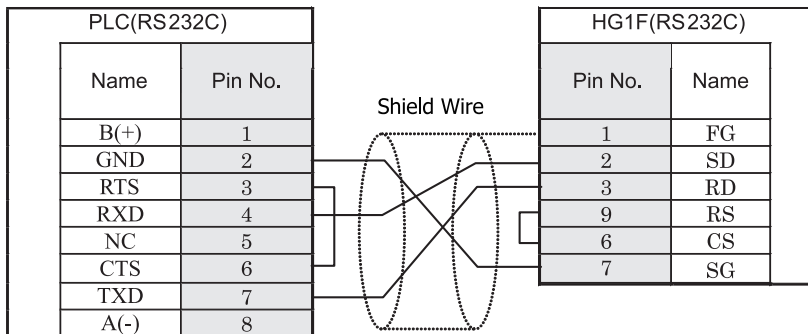 PLC(RS232C) HG1F(RS232C)
Name Pin No. Pin No. Name
Shield Wire
B(+) 1 1 FG
GND 2 2 SD
RTS 3 3 RD
RXD 4 9 RS
NC 5 6 CS
CTS 6 7 SG
TXD 7
A(-) 8